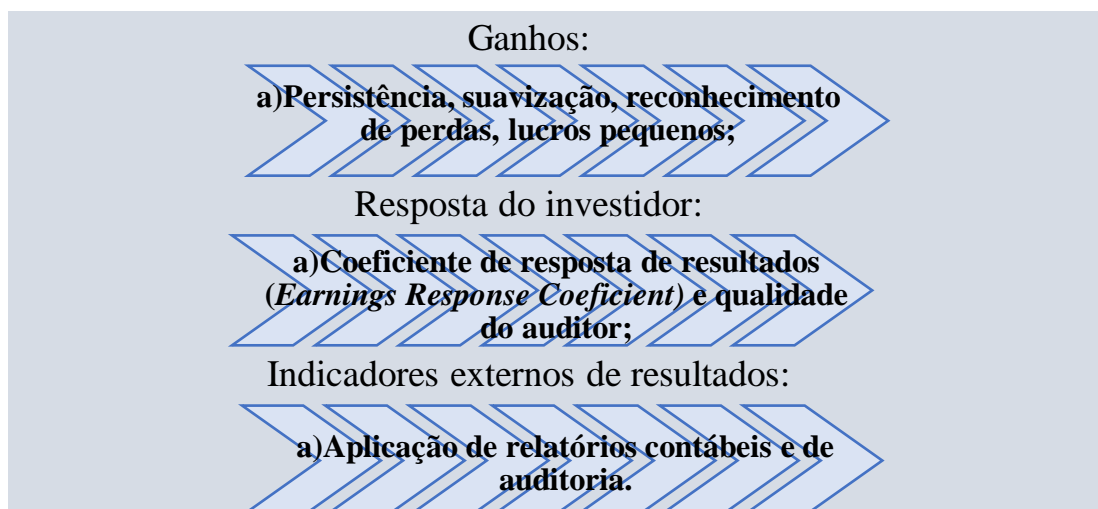 Ganhos:
a)Persistência, suavização, reconhecimento
de perdas, lucros pequenos;
Resposta do investidor:
a)Coeficiente de resposta de resultados
(Earnings Response Coeficient) e qualidade
do auditor;
Indicadores externos de resultados:
a)Aplicação de relatórios contábeis e de
auditoria.